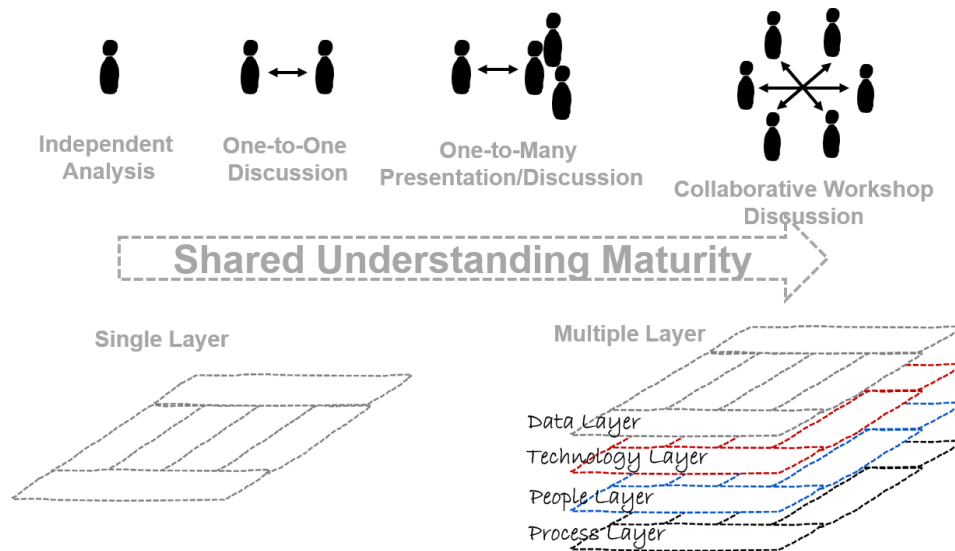 Independent
Analysis
One-to-One
Discussion
One-to-Many
Presentation/Discussion
Collaborative Workshop
Discussion
Shared Understanding Maturity
Single Layer
Multiple Layer
Data Layer
Technology Layer
People Layer
Process Layer